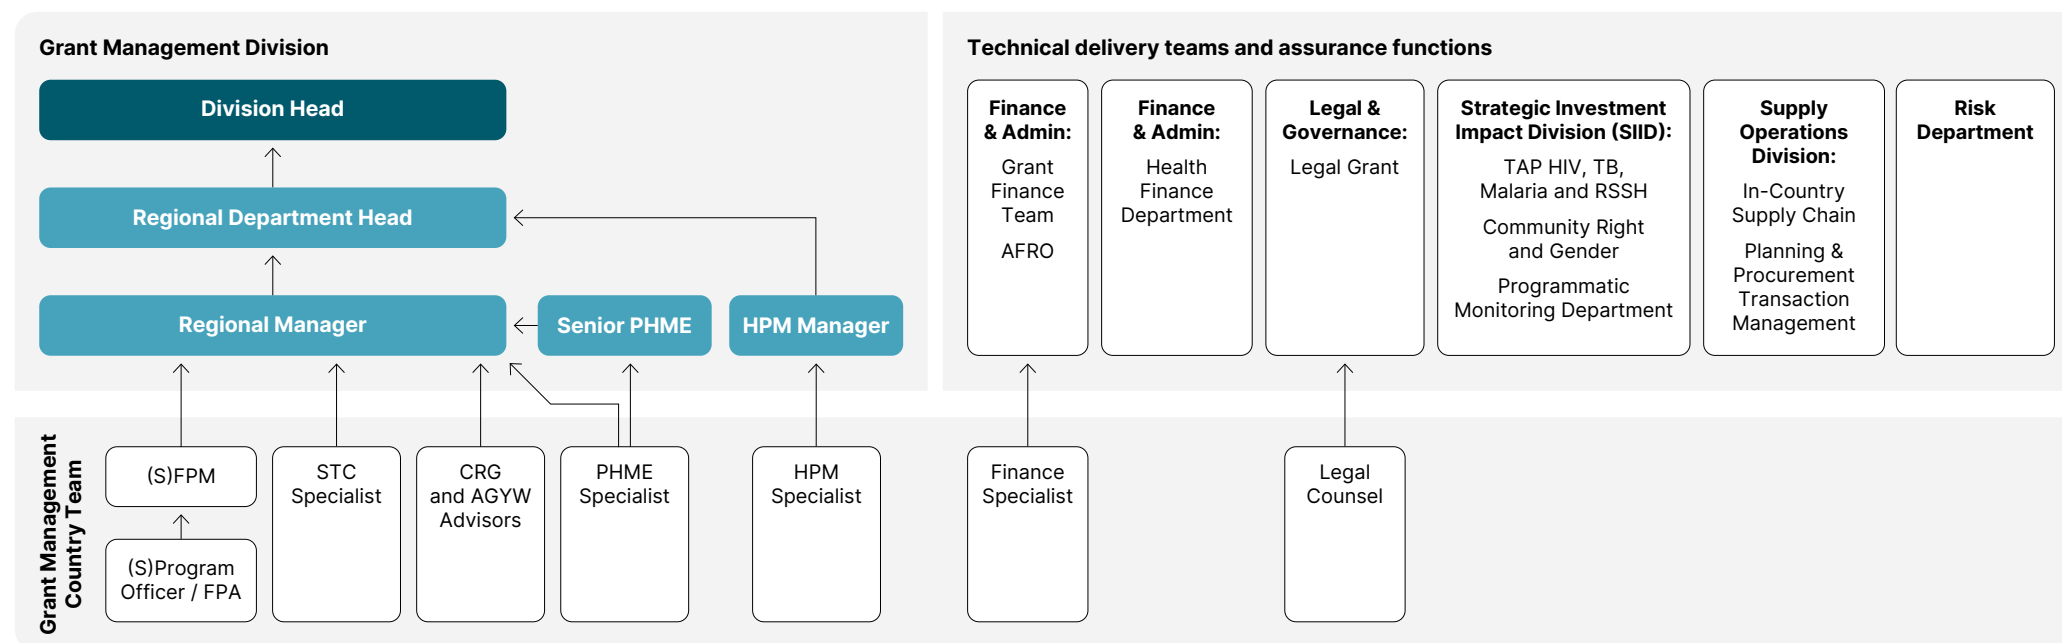 Grant Management Division
Division Head
Regional Department Head
Regional Manager
Senior PHME
HPM Manager
Technical delivery teams and assurance functions
Finance
& Admin:
Grant
Finance
Team
AFRO
Finance
& Admin:
Health
Finance
Department
Legal &
Governance:
Legal Grant
Strategic Investment
Impact Division (SIID):
TAP HIV, TB,
Malaria and RSSH
Community Right
and Gender
Programmatic
Monitoring Department
Supply
Operations
Division:
In-Country
Supply Chain
Planning &
Procurement
Transaction
Management
Risk
Department
Grant Management
Country Team
(S)FPM
(S)Program
Officer / FPA
STC
Specialist
CRG
and AGYW
Advisors
PHME
Specialist
HPM
Specialist
Finance
Specialist
Legal
Counsel